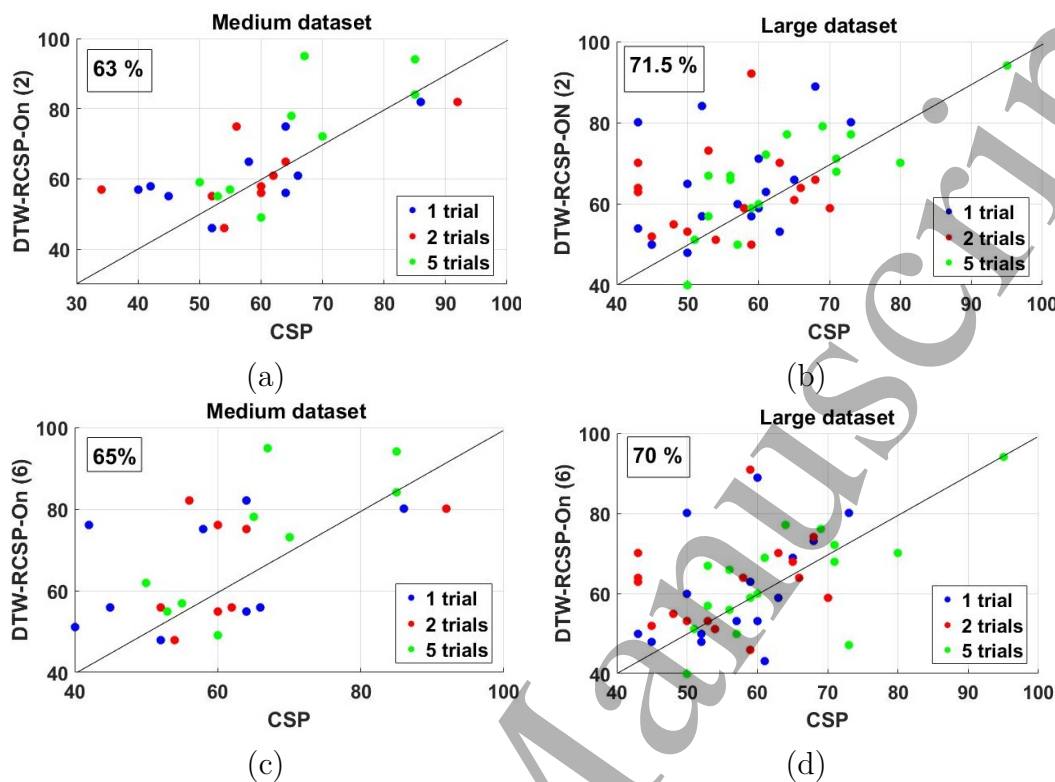 Medium dataset
63 %
DTW-RCSP-On (2)
100
80
60
40
1 trial
2 trials
5 trials
30 40 50 60 70 80 90 100
CSP
(a)
Large dataset
71.5 %
DTW-RCSP-ON (2)
100
80
60
40
1 trial
2 trials
5 trials
40 50 60 70 80 90 100
CSP
(b)
Medium dataset
65%
DTW-RCSP-On (6)
100
80
60
40
1 trial
2 trials
5 trials
40 60 80 100
CSP
(c)
Large dataset
70 %
DTW-RCSP-On (6)
100
80
60
40
1 trial
2 trials
5 trials
40 50 60 70 80 90 100
CSP
(d)